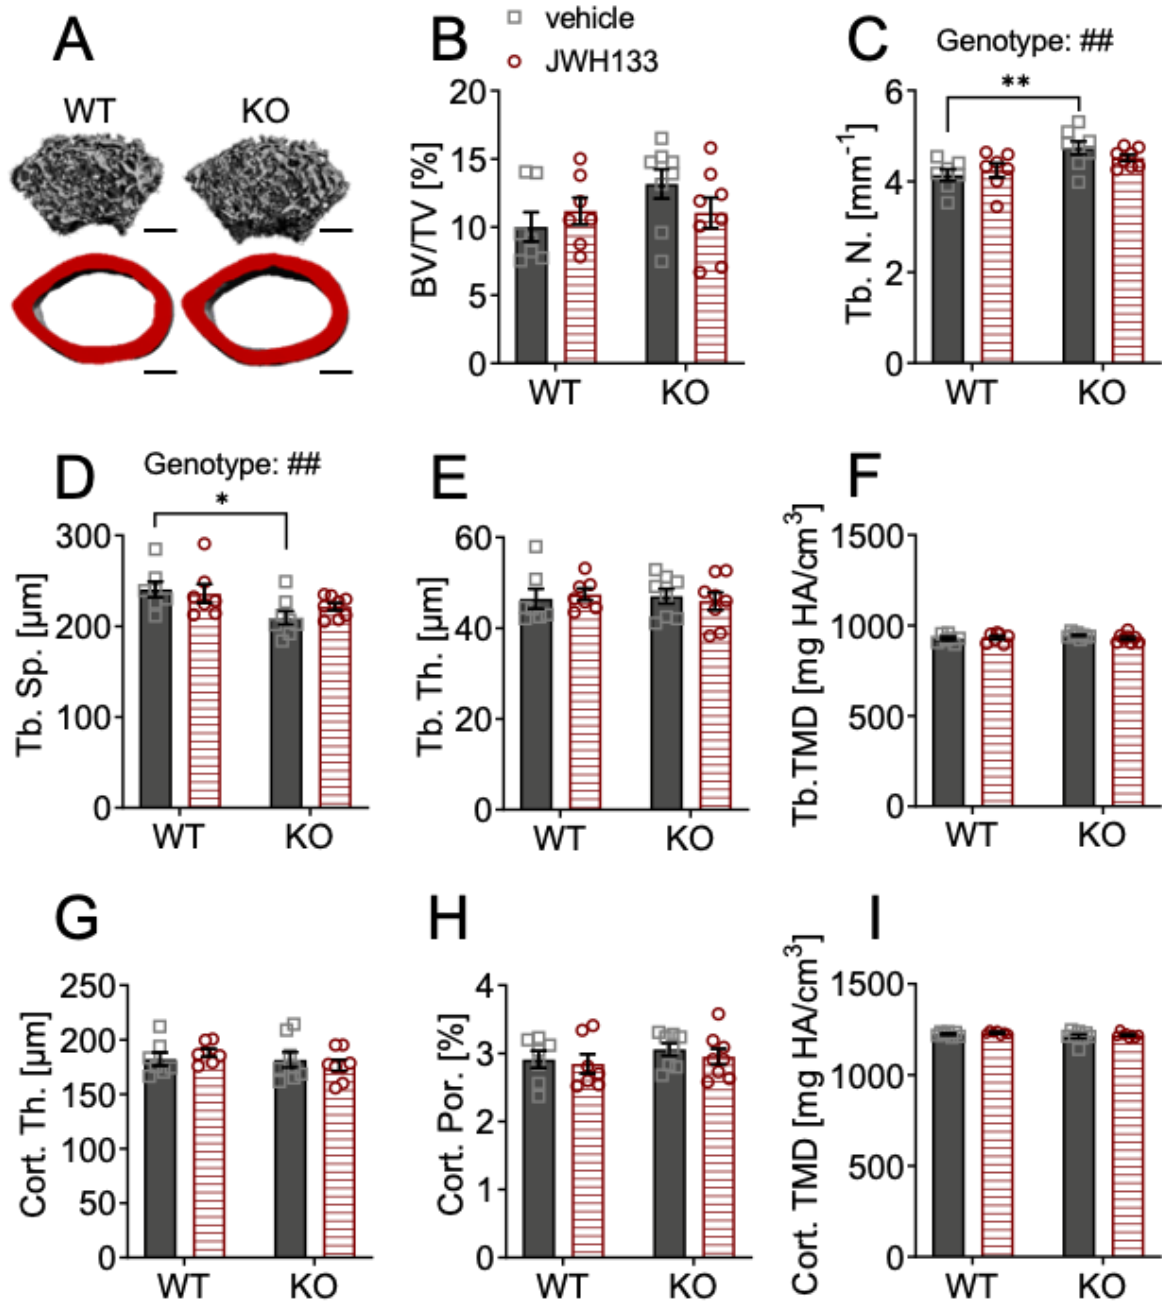 A
WT
KO
vehicle
JWH133
B
BV/TV [%]
20
15
10
5
0
WT
KO
C
Genotype: ##
**
Tb. N. [mm⁻¹]
6
4
2
0
WT
KO
D
Genotype: ##
*
Tb. Sp. [µm]
300
200
100
0
WT
KO
E
Tb. Th. [µm]
60
40
20
0
WT
KO
F
Tb.TMD [mg HA/cm³]
1500
1000
500
0
WT
KO
G
Cort. Th. [µm]
250
200
150
100
50
0
WT
KO
H
Cort. Por. [%]
4
3
2
1
0
WT
KO
I
Cort. TMD [mg HA/cm³]
1500
1000
500
0
WT
KO